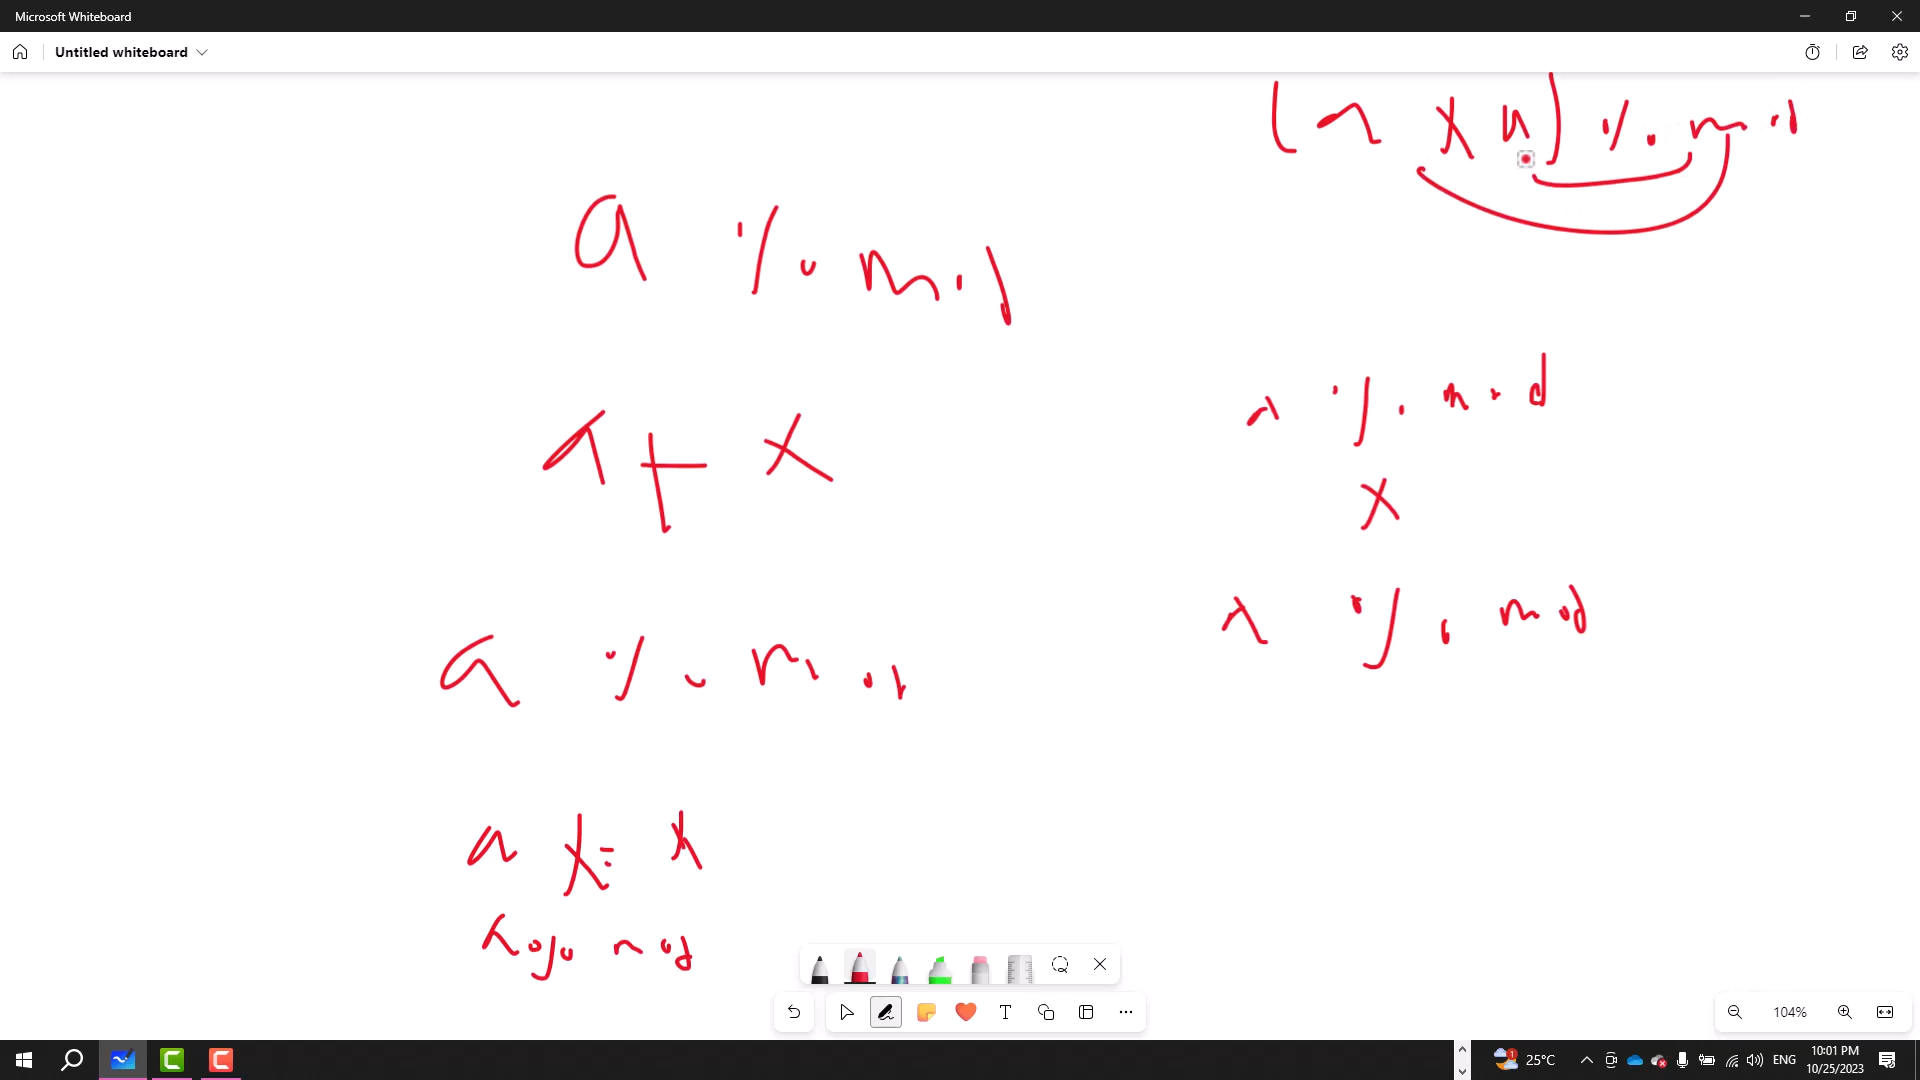 Microsoft Whiteboard
Untitled whiteboard
(a x a) % mod
a % mod
a + x
a % mod
a % mod
x
a % mod
a x= x
a % mod
104%
1
25°C
ENG
10:01 PM
10/25/2023